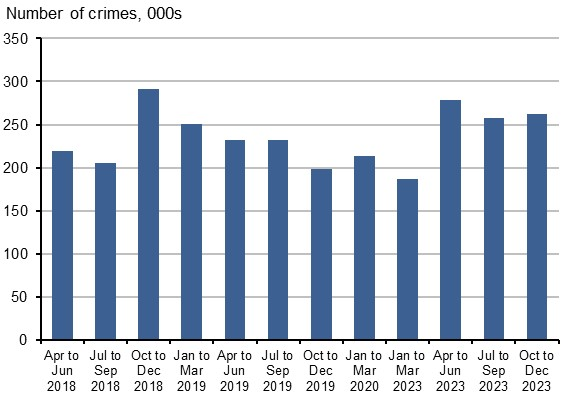 Number of crimes, 000s
350
300
250
200
150
100
50
0
Apr to Jul to Oct to Jan to Apr to Jul to Oct to Jan to Jan to Apr to Jul to Oct to
Jun Sep Dec Mar Jun Sep Dec Mar Mar Jun Sep Dec
2018 2018 2018 2019 2019 2019 2019 2020 2023 2023 2023 2023